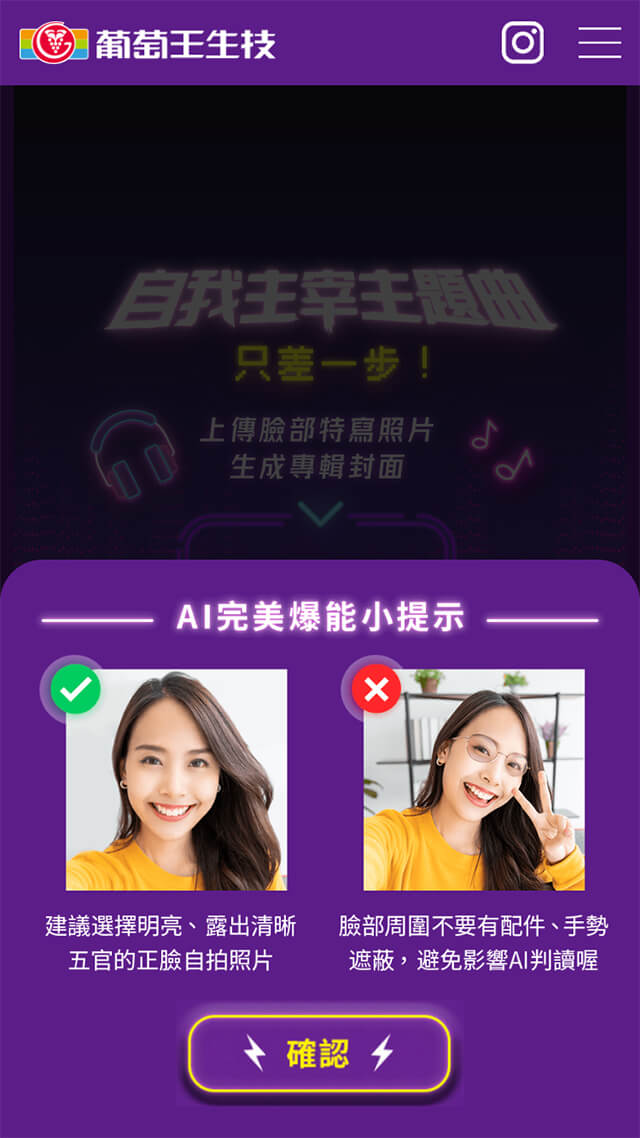 葡萄王生技
自我主宰主題曲
只差一步！
上傳臉部特寫照片
生成專輯封面
AI完美爆能小提示
建議選擇明亮、露出清晰
五官的正臉自拍照片
臉部周圍不要有配件、手勢
遮蔽，避免影響AI判讀喔
確認